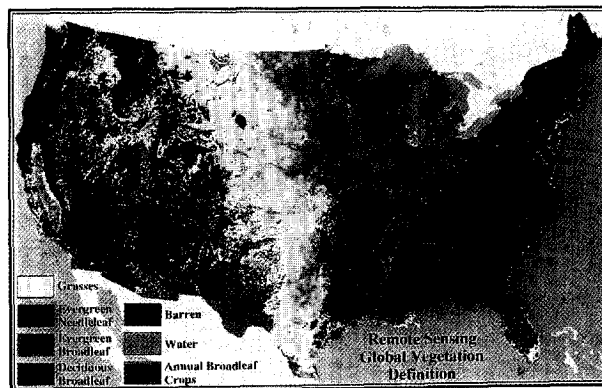 Grasses
Evergreen
Needleleaf
Evergreen
Broadleaf
Deciduous
Broadleaf
Barren
Water
Annual Broadleaf
Crops
Remote Sensing
Global Vegetation
Definition